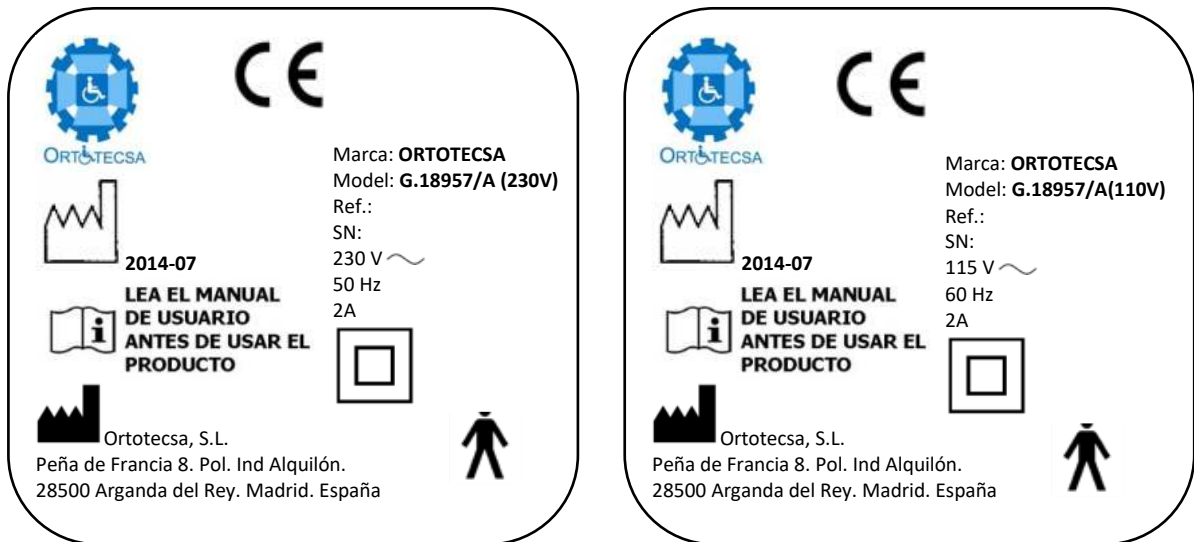 CE
ORTOTECSA
Marca: ORTOTECSA
Model: G.18957/A (230V)
Ref.:
SN:
230 V
50 Hz
2A
2014-07
LEA EL MANUAL
DE USUARIO
ANTES DE USAR EL
PRODUCTO
Ortotecsa, S.L.
Peña de Francia 8. Pol. Ind Alquilón.
28500 Arganda del Rey. Madrid. España
CE
ORTOTECSA
Marca: ORTOTECSA
Model: G.18957/A(110V)
Ref.:
SN:
115 V
60 Hz
2A
2014-07
LEA EL MANUAL
DE USUARIO
ANTES DE USAR EL
PRODUCTO
Ortotecsa, S.L.
Peña de Francia 8. Pol. Ind Alquilón.
28500 Arganda del Rey. Madrid. España